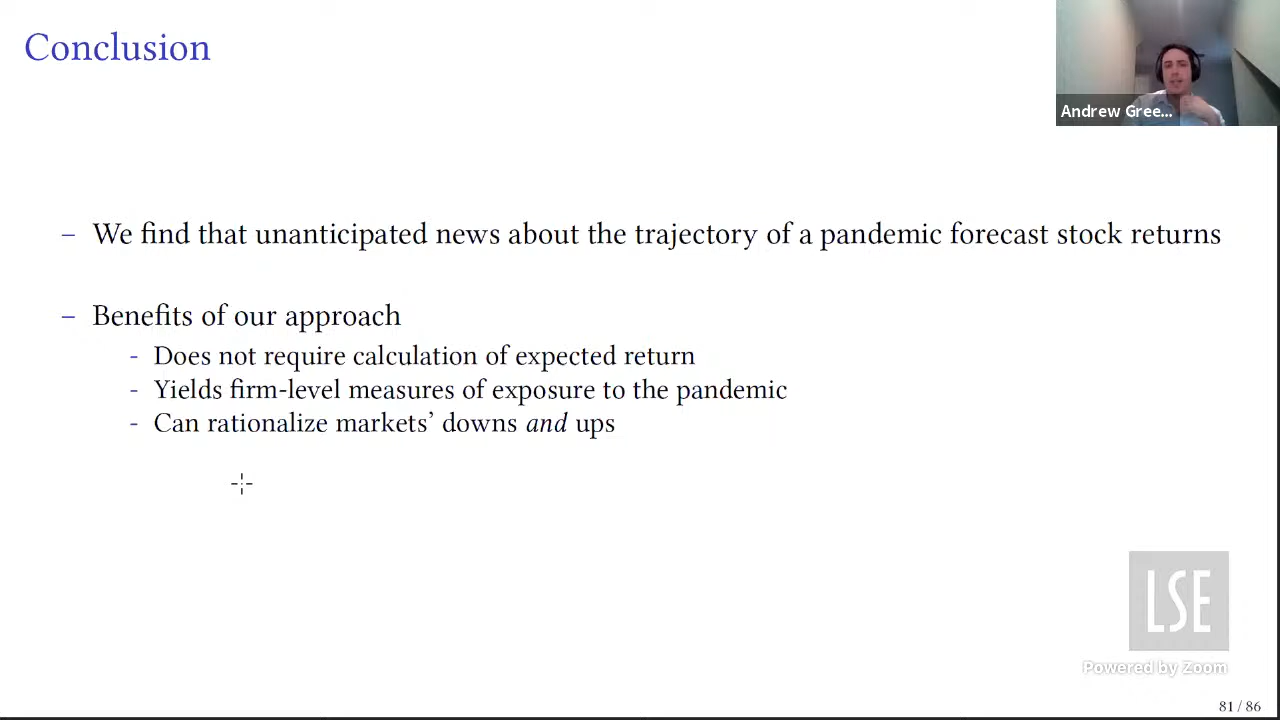 Conclusion
Andrew Gree...
– We find that unanticipated news about the trajectory of a pandemic forecast stock returns
– Benefits of our approach
- Does not require calculation of expected return
- Yields firm-level measures of exposure to the pandemic
- Can rationalize markets’ downs and ups
LSE
Powered by Zoom
81 / 86